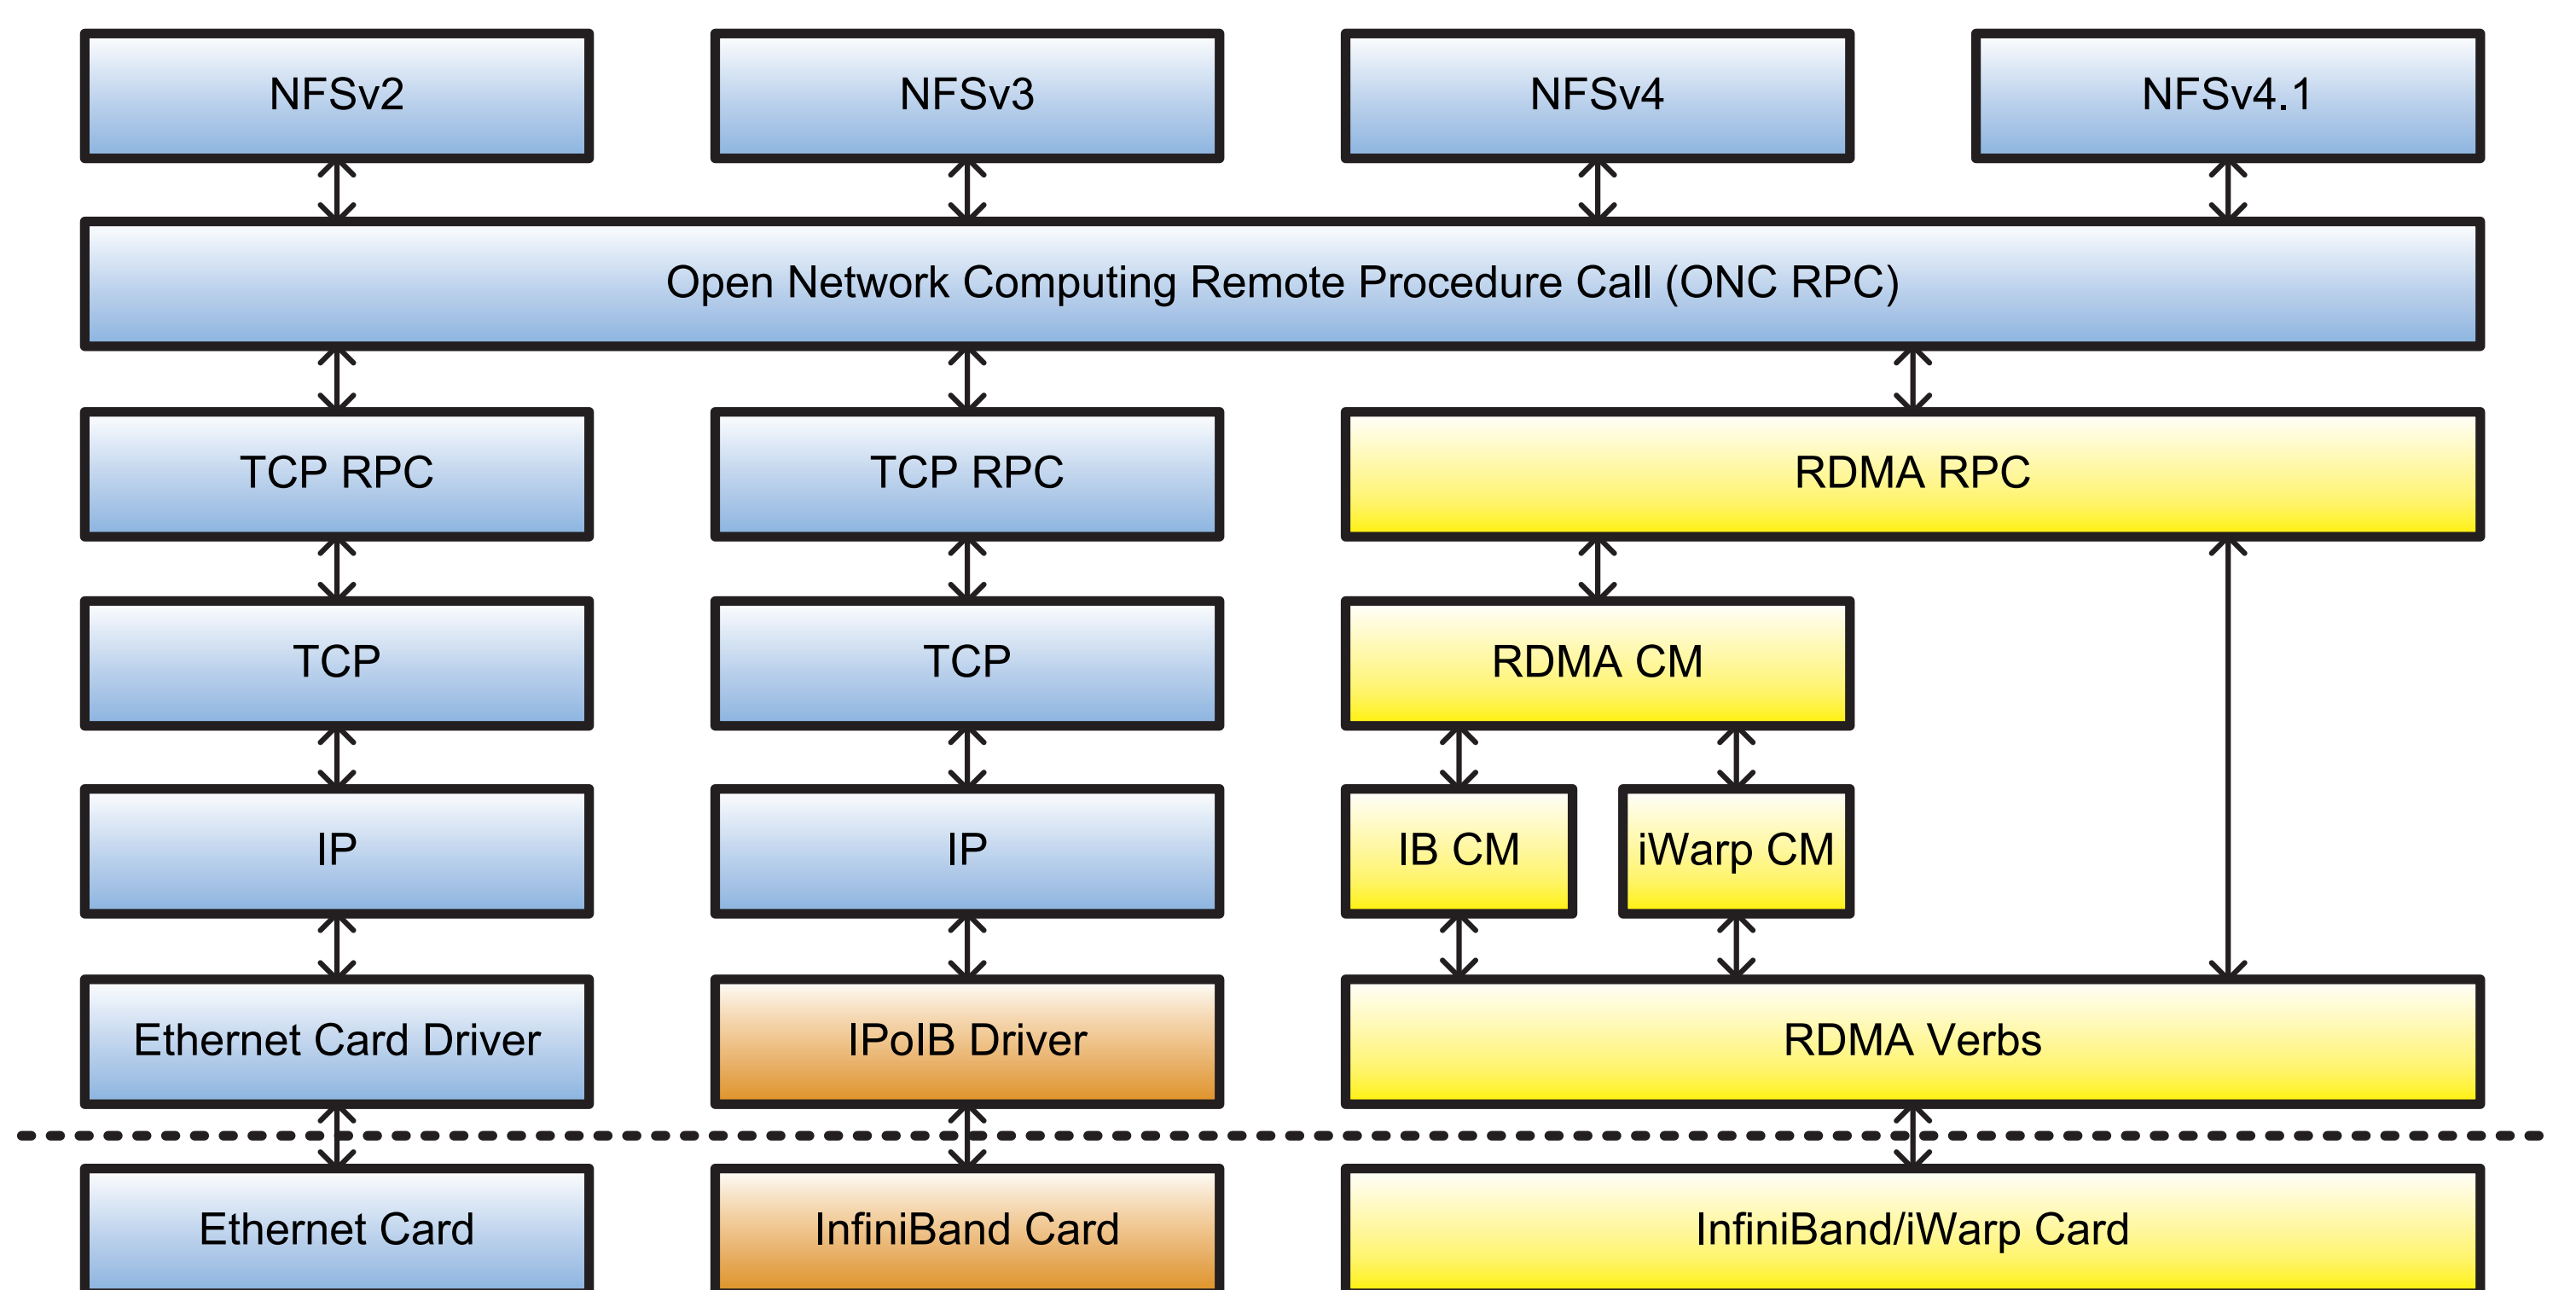 NFSv2
NFSv3
NFSv4
NFSv4.1
Open Network Computing Remote Procedure Call (ONC RPC)
TCP RPC
TCP RPC
RDMA RPC
TCP
TCP
RDMA CM
IP
IP
IB CM
iWarp CM
Ethernet Card Driver
IPoIB Driver
RDMA Verbs
Ethernet Card
InfiniBand Card
InfiniBand/iWarp Card